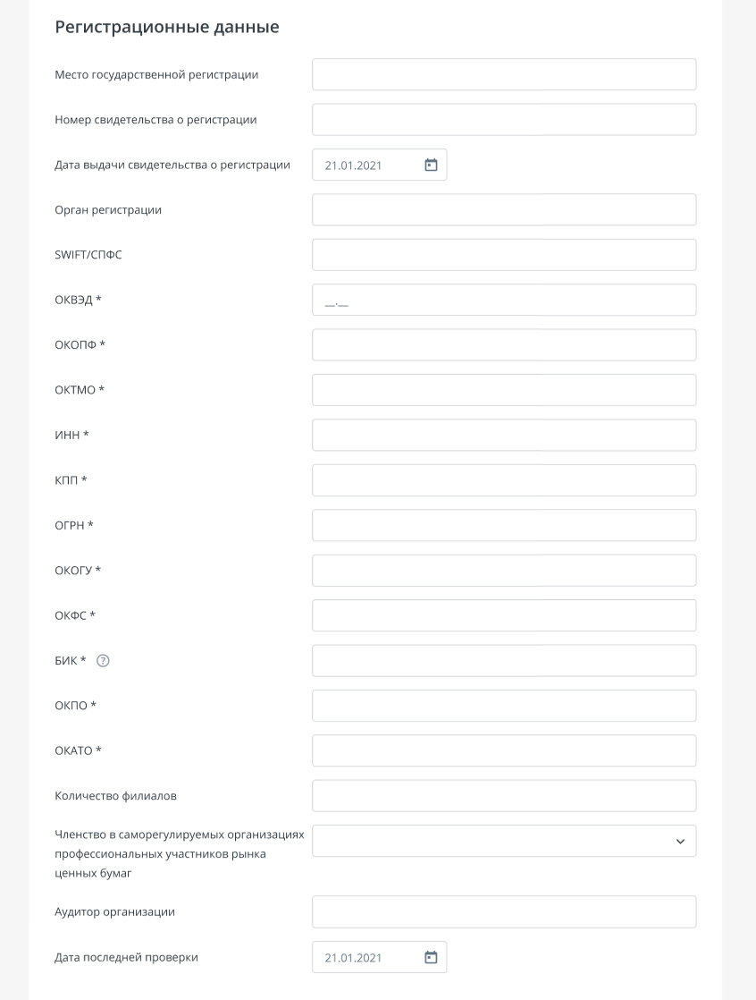 Регистрационные данные
Место государственной регистрации
Номер свидетельства о регистрации
Дата выдачи свидетельства о регистрации 21.01.2021
Орган регистрации
SWIFT/СПФС
ОКВЭД * __.__
ОКОПФ *
ОКТМО *
ИНН *
КПП *
ОГРН *
ОКОГУ *
ОКФС *
БИК * ?
ОКПО *
ОКАТО *
Количество филиалов
Членство в саморегулируемых организациях
профессиональных участников рынка
ценных бумаг
Аудитор организации
Дата последней проверки 21.01.2021